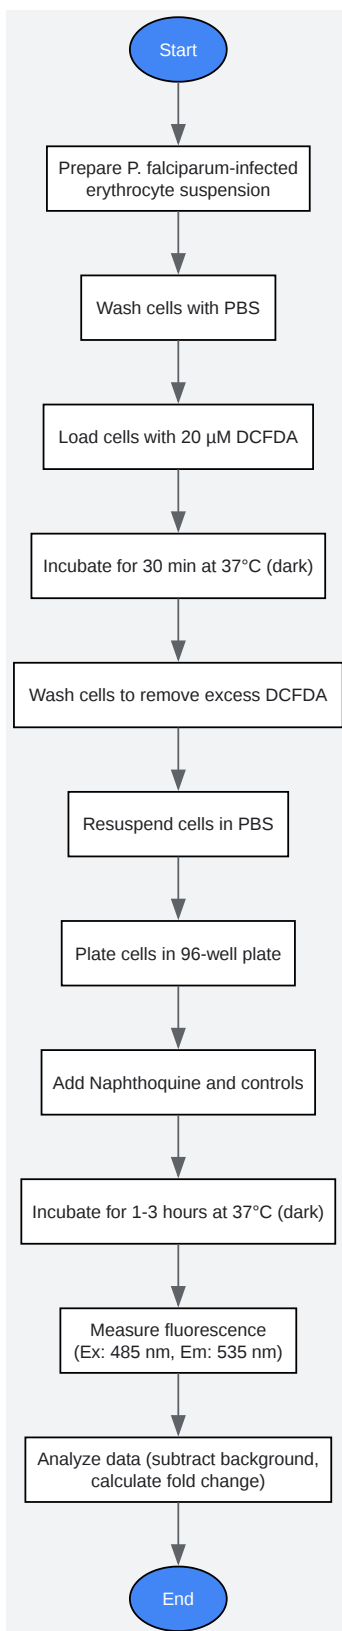 Start
Prepare P. falciparum-infected
erythrocyte suspension
Wash cells with PBS
Load cells with 20 µM DCFDA
Incubate for 30 min at 37°C (dark)
Wash cells to remove excess DCFDA
Resuspend cells in PBS
Plate cells in 96-well plate
Add Naphthoquine and controls
Incubate for 1-3 hours at 37°C (dark)
Measure fluorescence
(Ex: 485 nm, Em: 535 nm)
Analyze data (subtract background,
calculate fold change)
End